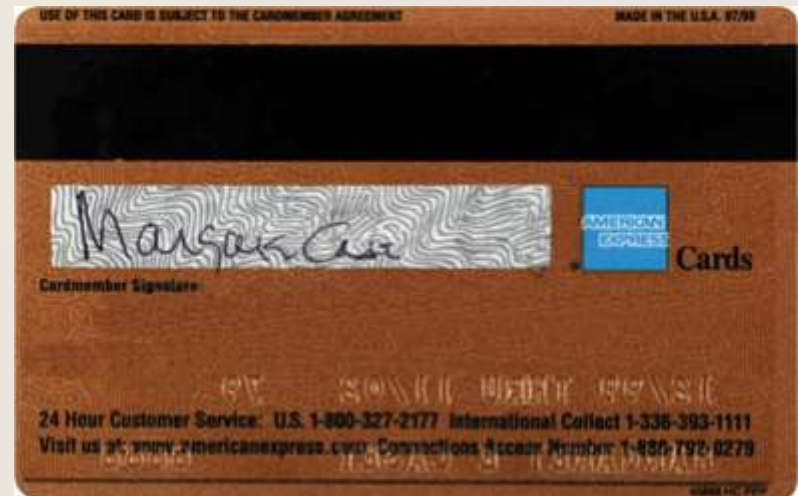 USE OF THIS CARD IS SUBJECT TO THE CARDMEMBER AGREEMENT MADE IN THE U.S.A. 97/99
AMERICAN
EXPRESS
Cards
Cardmember Signature:
24 Hour Customer Service: U.S. 1-800-327-2177 International Collect 1-336-393-1111
Visit us at: www.americanexpress.com Connections Access Number 1-880-792-0279